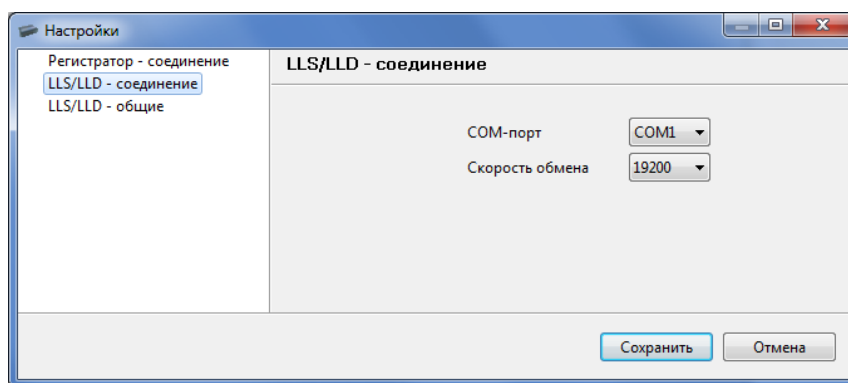 Настройки
Регистратор - соединение
LLS/LLD - соединение
LLS/LLD - общие
LLS/LLD - соединение
COM-порт COM1
Скорость обмена 19200
Сохранить Отмена